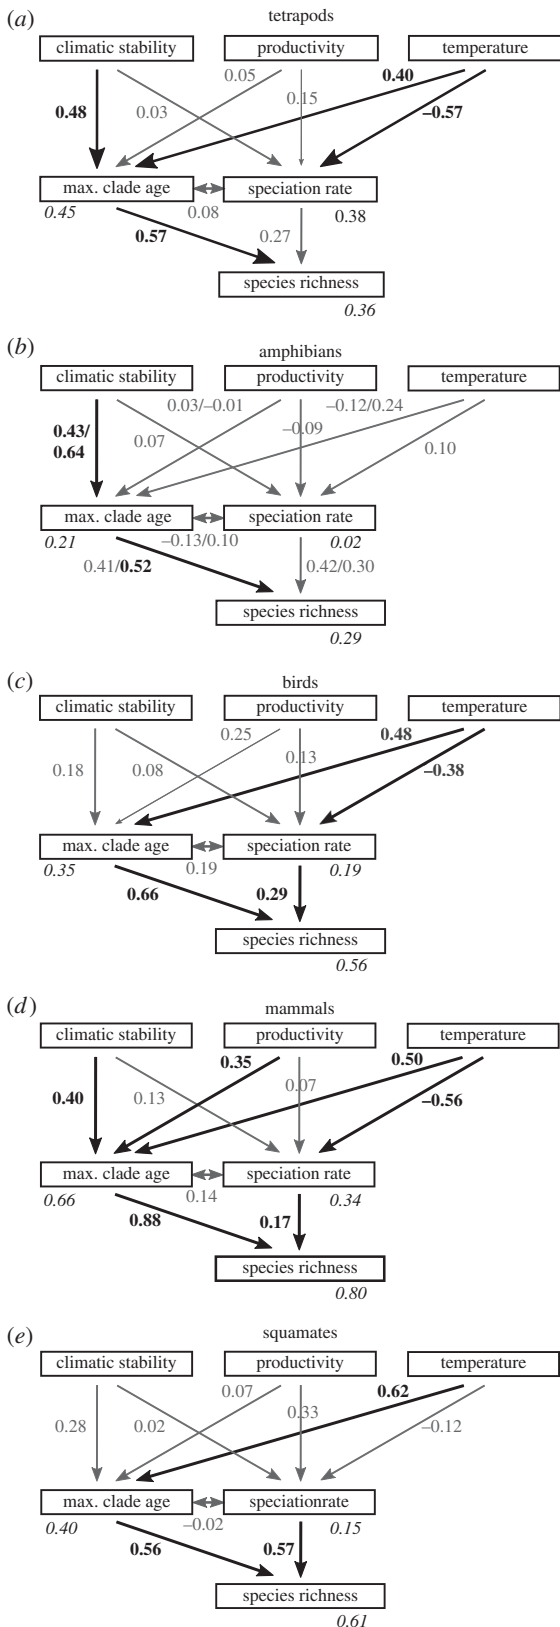 (a) tetrapods
climatic stability productivity temperature
0.05 0.40
0.48 0.03 0.15 –0.57
max. clade age speciation rate
0.45 0.08 0.38
0.57 0.27
species richness
0.36
(b) amphibians
climatic stability productivity temperature
0.03/–0.01 –0.12/0.24
0.43/
0.64 0.07 –0.09 0.10
max. clade age speciation rate
0.21 –0.13/0.10 0.02
0.41/0.52 0.42/0.30
species richness
0.29
(c) birds
climatic stability productivity temperature
0.25 0.48
0.18 0.08 0.13 –0.38
max. clade age speciation rate
0.35 0.19 0.19
0.66 0.29
species richness
0.56
(d) mammals
climatic stability productivity temperature
0.35 0.50
0.40 0.13 0.07 –0.56
max. clade age speciation rate
0.66 0.14 0.34
0.88 0.17
species richness
0.80
(e) squamates
climatic stability productivity temperature
0.07 0.62
0.28 0.02 0.33 –0.12
max. clade age speciationrate
0.40 –0.02 0.15
0.56 0.57
species richness
0.61